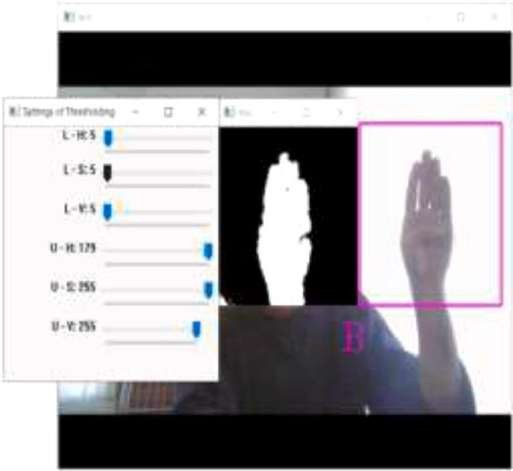 Settings of Thresholding
L - H: 5
L - S: 5
L - V: 5
U - H: 179
U - S: 255
U - V: 255
B